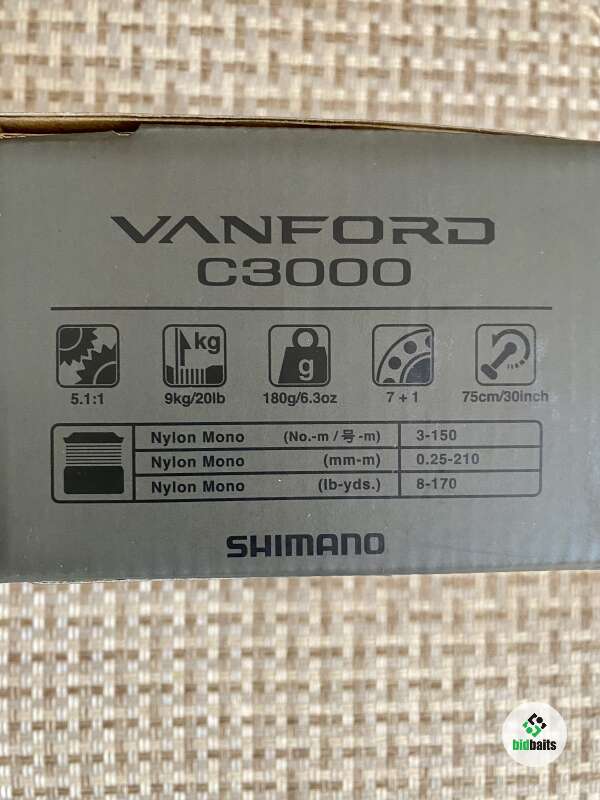 VANFORD
C3000
kg
g
5.1:1 9kg/20lb 180g/6.3oz 7 + 1 75cm/30inch
Nylon Mono (No.-m / 号 -m) 3-150
Nylon Mono (mm-m) 0.25-210
Nylon Mono (lb-yds.) 8-170
SHIMANO
bidbaits